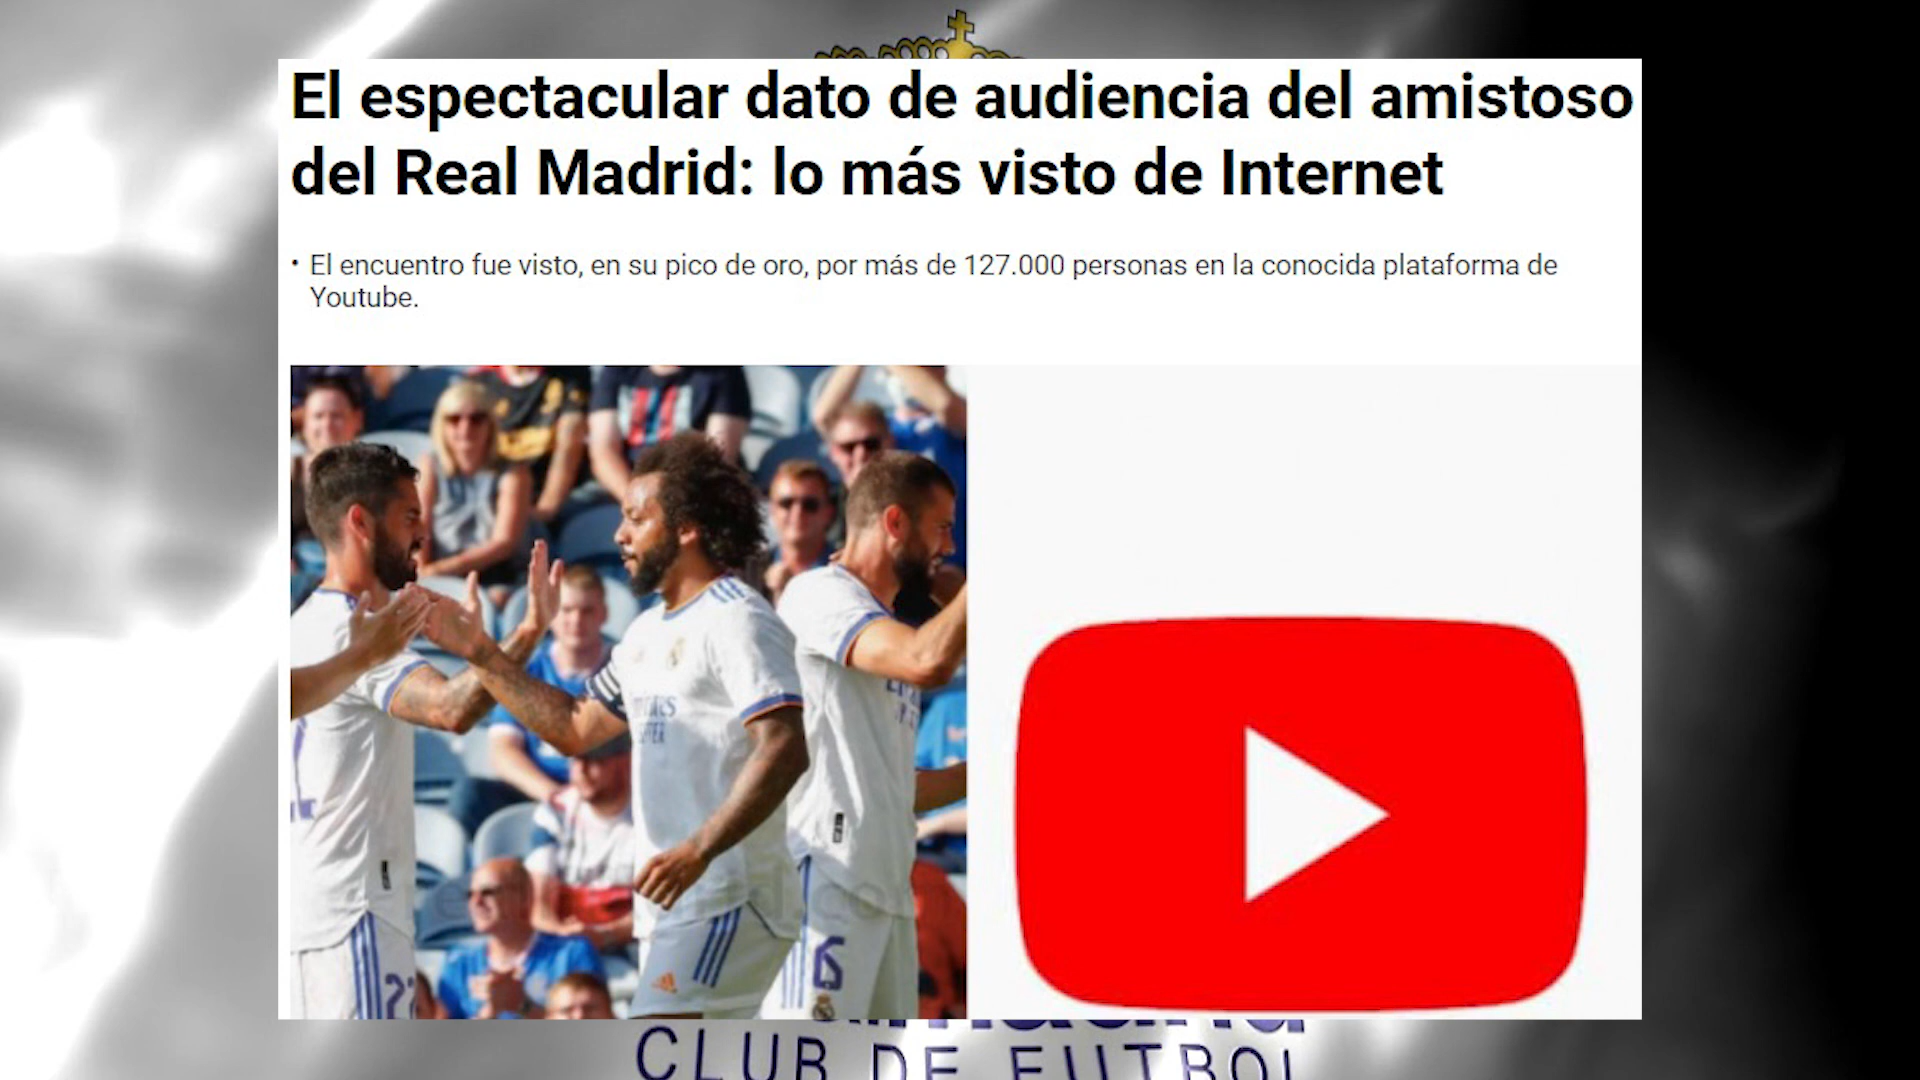 El espectacular dato de audiencia del amistoso
del Real Madrid: lo más visto de Internet
• El encuentro fue visto, en su pico de oro, por más de 127.000 personas en la conocida plataforma de
Youtube.
22
6
CLUB DE FUTBOL